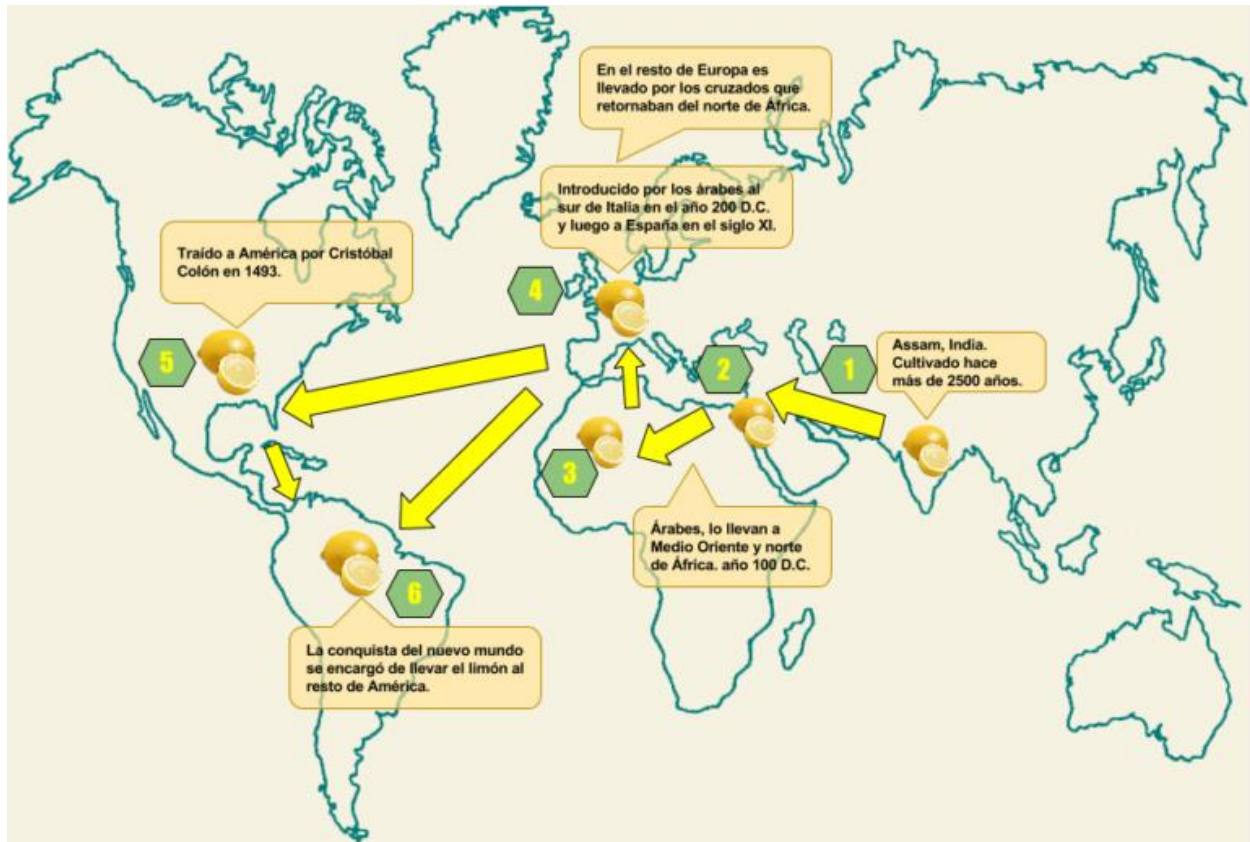 En el resto de Europa es
llevado por los cruzados que
retornaban del norte de África.
Introducido por los árabes al
sur de Italia en el año 200 D.C.
y luego a España en el siglo XI.
Traído a América por Cristóbal
Colón en 1493.
4
5
2
1
Assam, India.
Cultivado hace
más de 2500 años.
3
Árabes, lo llevan a
Medio Oriente y norte
de África. año 100 D.C.
6
La conquista del nuevo mundo
se encargó de llevar el limón al
resto de América.